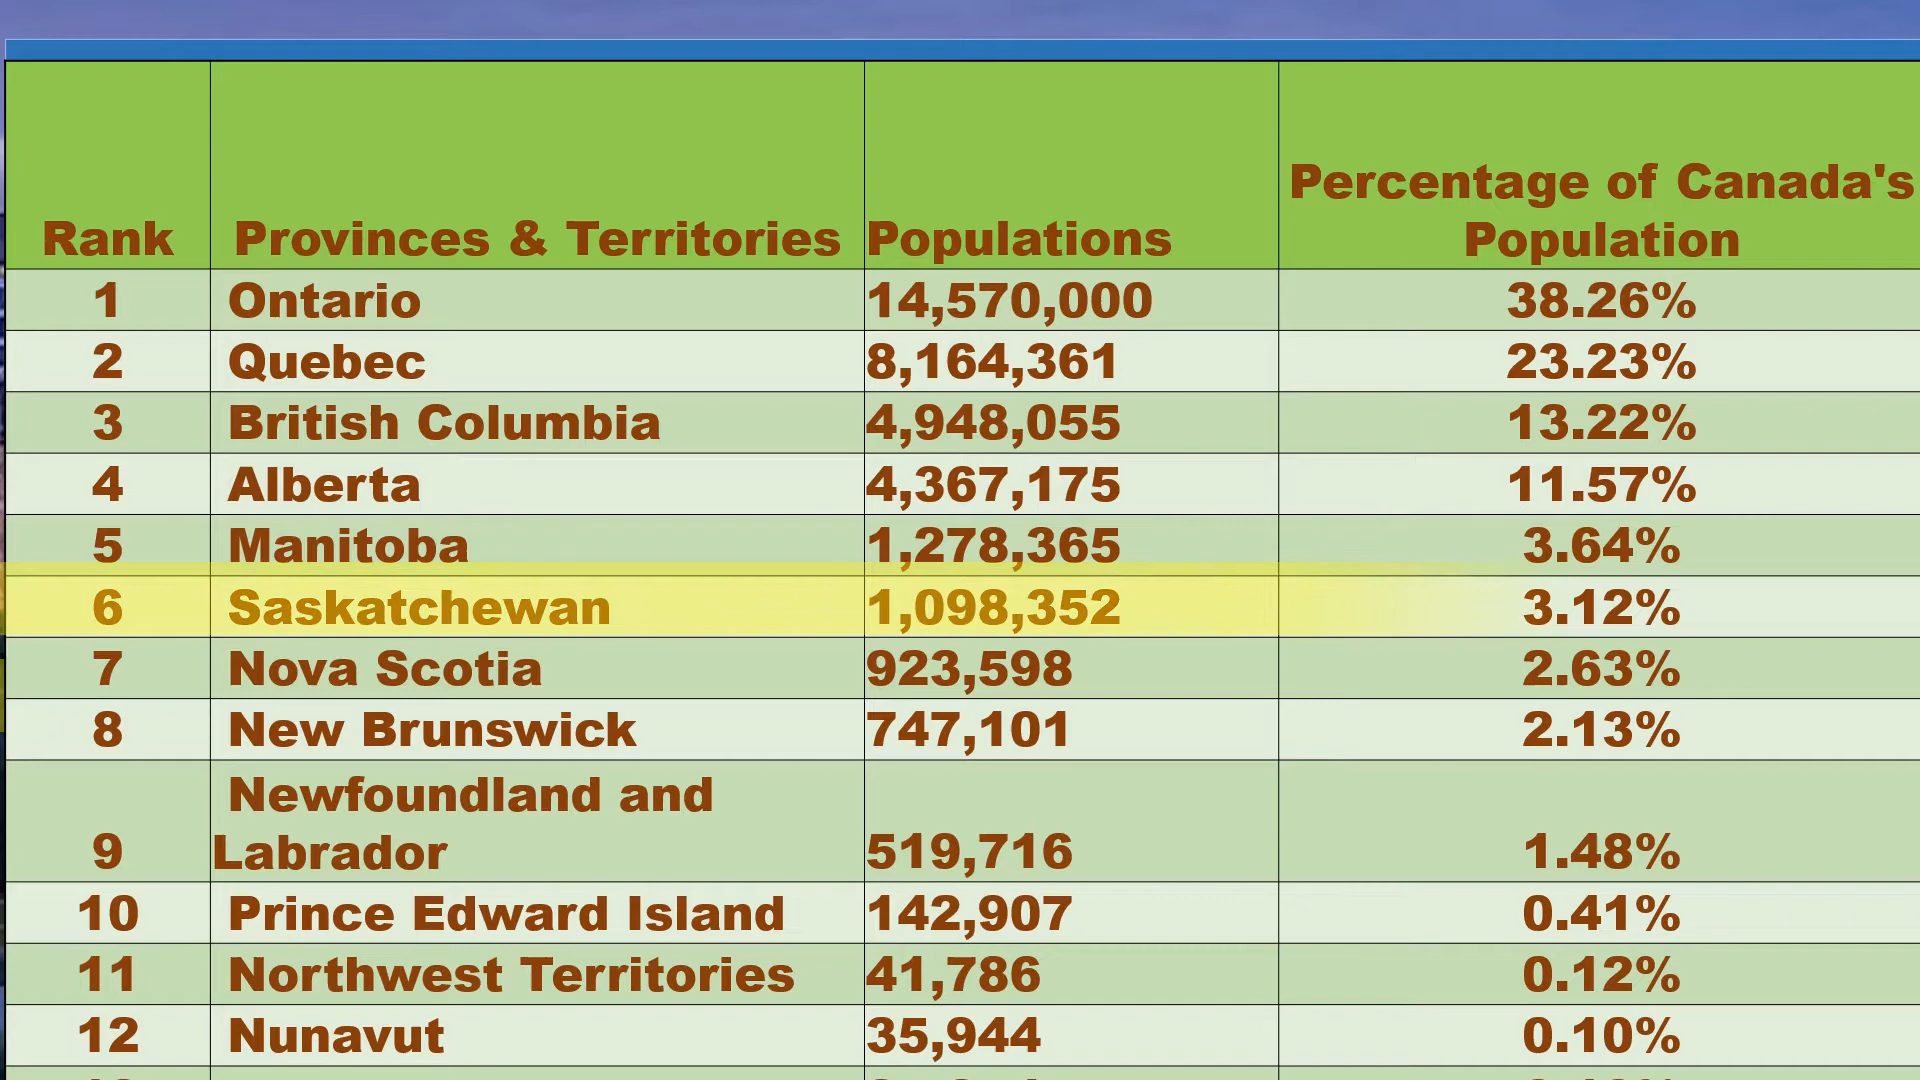 Rank Provinces & Territories Populations Percentage of Canada's Population
1 Ontario 14,570,000 38.26%
2 Quebec 8,164,361 23.23%
3 British Columbia 4,948,055 13.22%
4 Alberta 4,367,175 11.57%
5 Manitoba 1,278,365 3.64%
6 Saskatchewan 1,098,352 3.12%
7 Nova Scotia 923,598 2.63%
8 New Brunswick 747,101 2.13%
9 Newfoundland and Labrador 519,716 1.48%
10 Prince Edward Island 142,907 0.41%
11 Northwest Territories 41,786 0.12%
12 Nunavut 35,944 0.10%